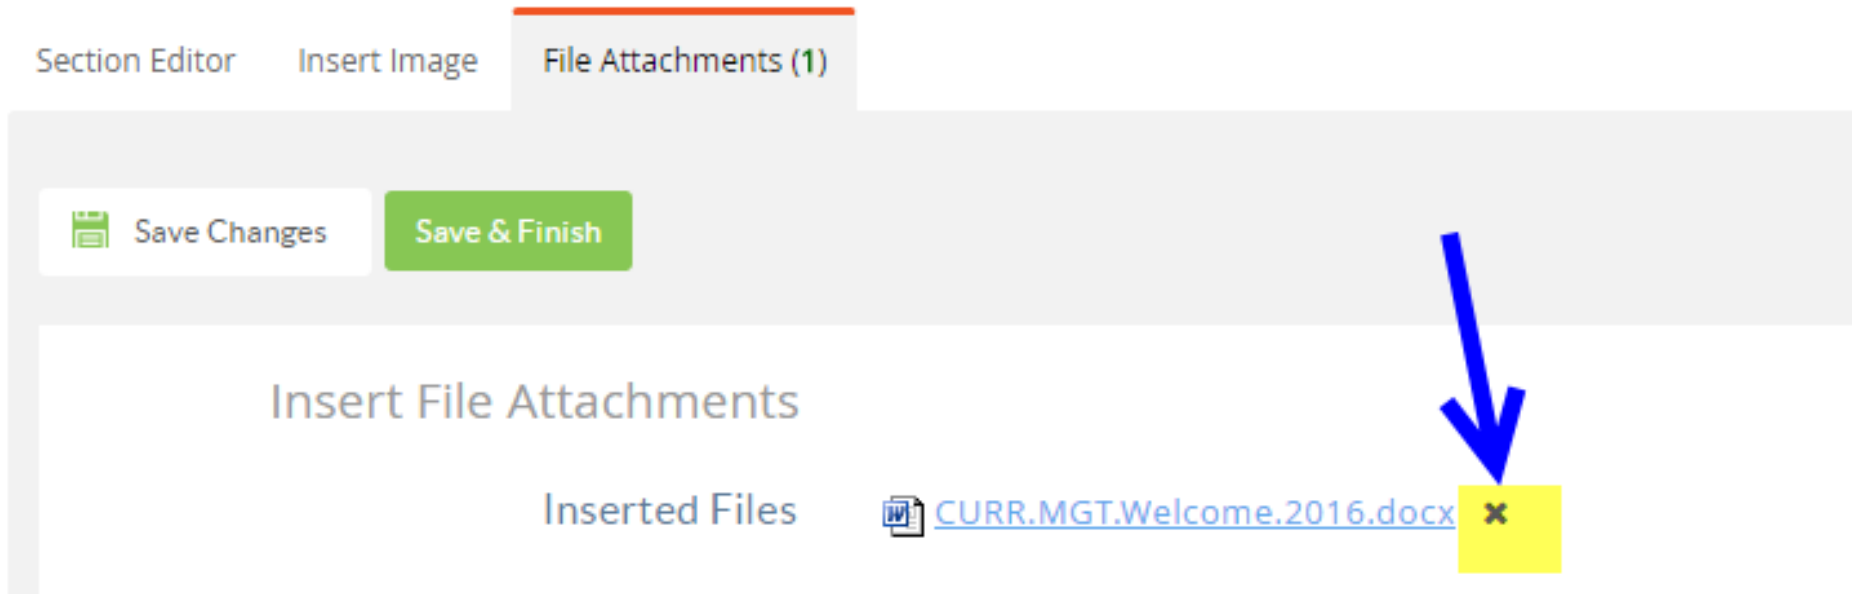 Section Editor Insert Image File Attachments (1)
Save Changes Save & Finish
Insert File Attachments
Inserted Files CURR.MGT.Welcome.2016.docx